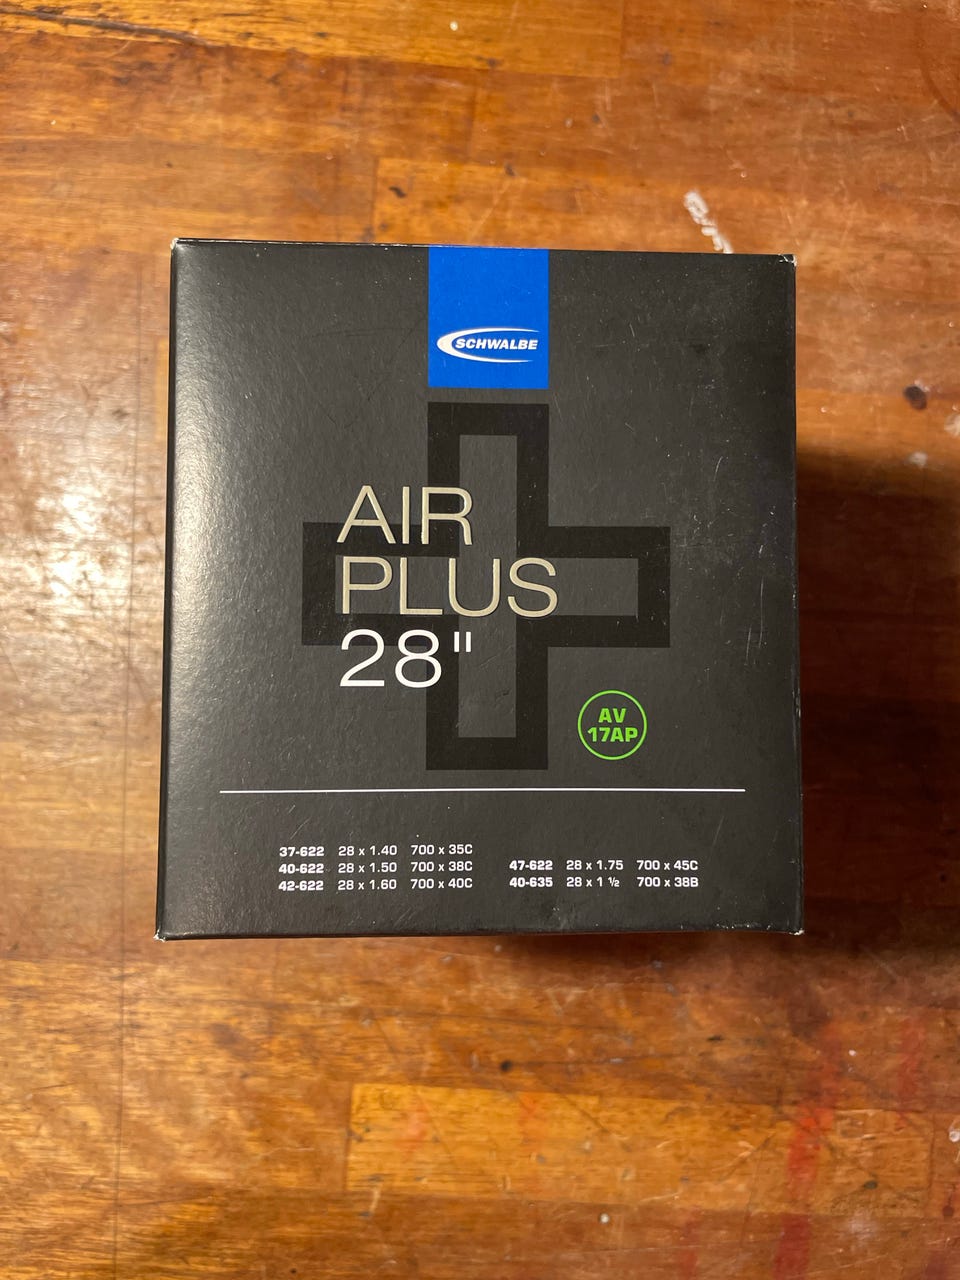 SCHWALBE
AIR
PLUS
28"
AV
17AP
37-622 28 x 1.40 700 x 35C
40-622 28 x 1.50 700 x 38C
42-622 28 x 1.60 700 x 40C
47-622 28 x 1.75 700 x 45C
40-635 28 x 1 ½ 700 x 38B